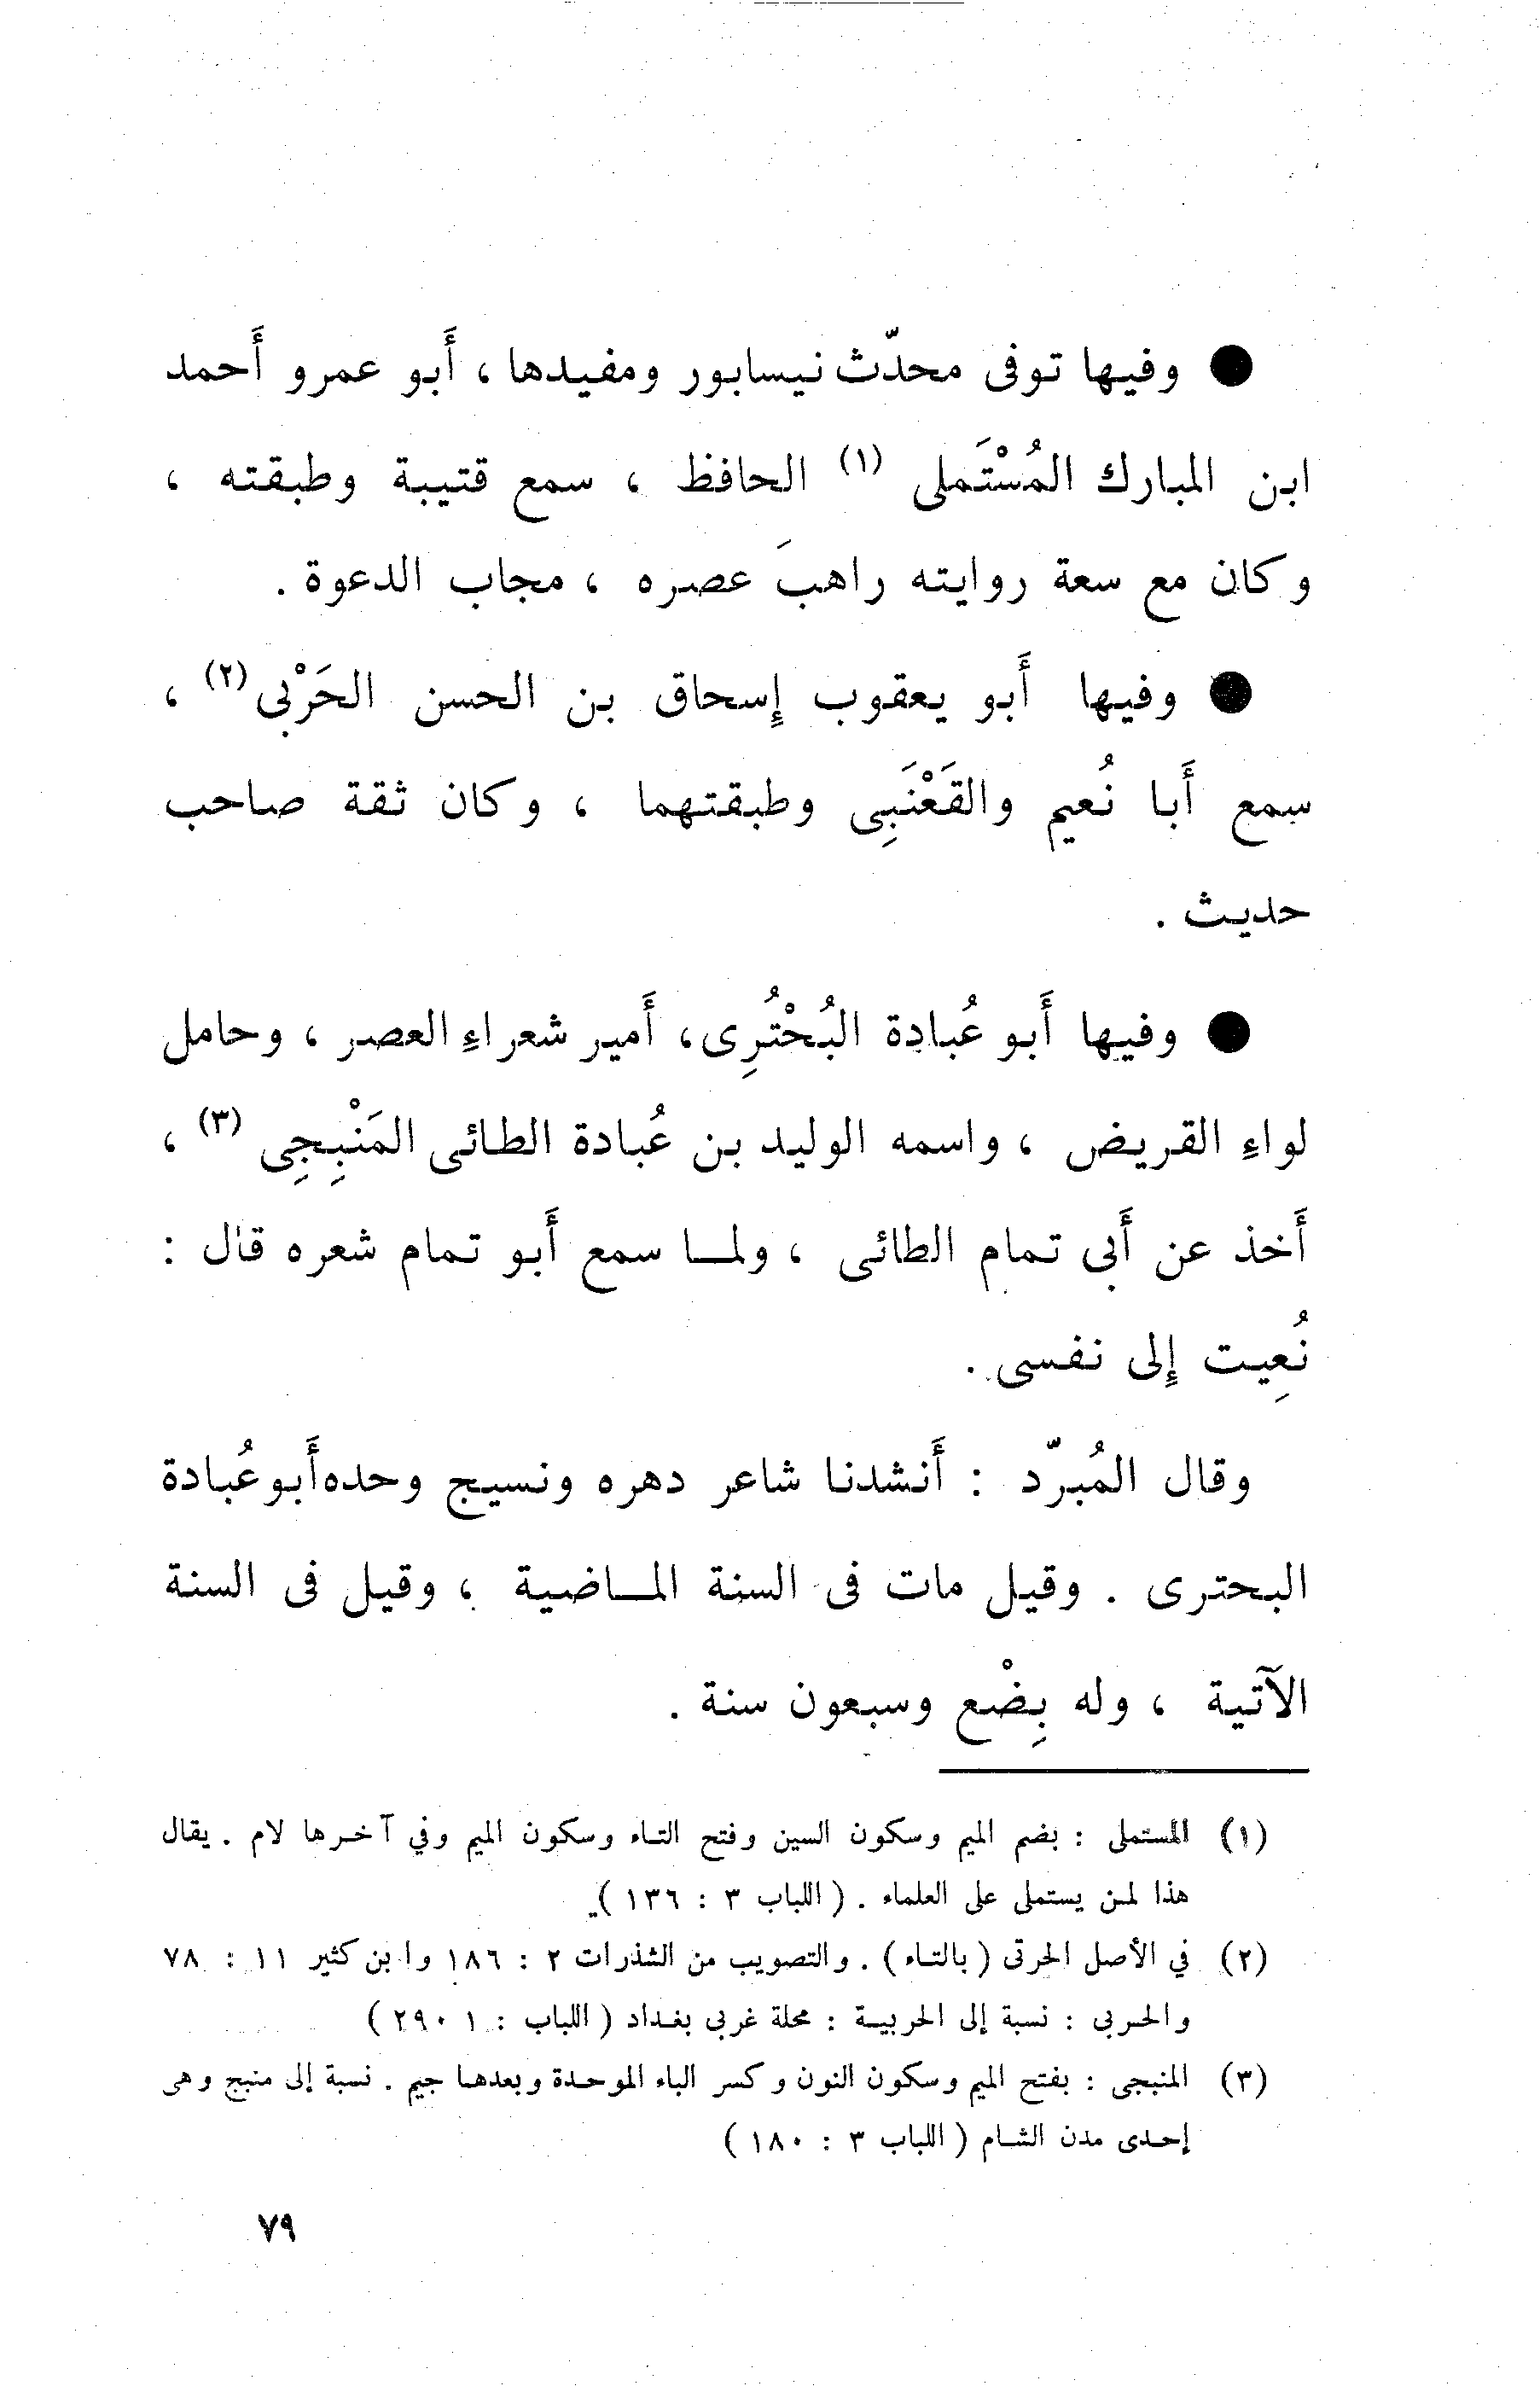 ● وفيها توفى محدّث نيسابور ومفيدها ، أَبو عمرو أَحمد
ابن المبارك المُسْتَملى (١) الحافظ ، سمع قتيبة وطبقته ،
وكان مع سعة روايته راهبَ عصره ، مجاب الدعوة .
● وفيها أَبو يعقوب إِسحاق بن الحسن الحَرْبى (٢) ،
سمع أَبا نُعيم والقَعْنَبِى وطبقتهما ، وكان ثقة صاحب
حديث .
● وفيها أَبو عُبادة البُحْتُرِى ، أَمير شعراءِ العصر ، وحامل
لواءِ القريض ، واسمه الوليد بن عُبادة الطائى المَنْبِجِى (٣) ،
أَخذ عن أَبى تمام الطائى ، ولمـا سمع أَبو تمام شعره قال :
نُعِيت إِلى نفسى .
وقال المُبرّد : أَنشدنا شاعر دهره ونسيج وحده أَبو عُبادة
البحترى . وقيل مات فى السنة المـاضية ، وقيل فى السنة
الآتية ، وله بِضْع وسبعون سنة .
(١) المستملى : بضم الميم وسكون السين وفتح التاء وسكون الميم وفي آخرها لام . يقال
هذا لمن يستملى على العلماء . ( اللباب ٣ : ١٣٦ ).
(٢) في الأصل الحرتى ( بالتاء ) . والتصويب من الشذرات ٢ : ١٨٦ وابن كثير ١١ : ٧٨
والحربى : نسبة إلى الحربية : محلة غربى بغداد ( اللباب : ١ ٢٩٠ )
(٣) المنبجى : بفتح الميم وسكون النون وكسر الباء الموحدة وبعدها جيم . نسبة إلى منبج وهى
إحدى مدن الشام ( اللباب ٣ : ١٨٠ )
٧٩